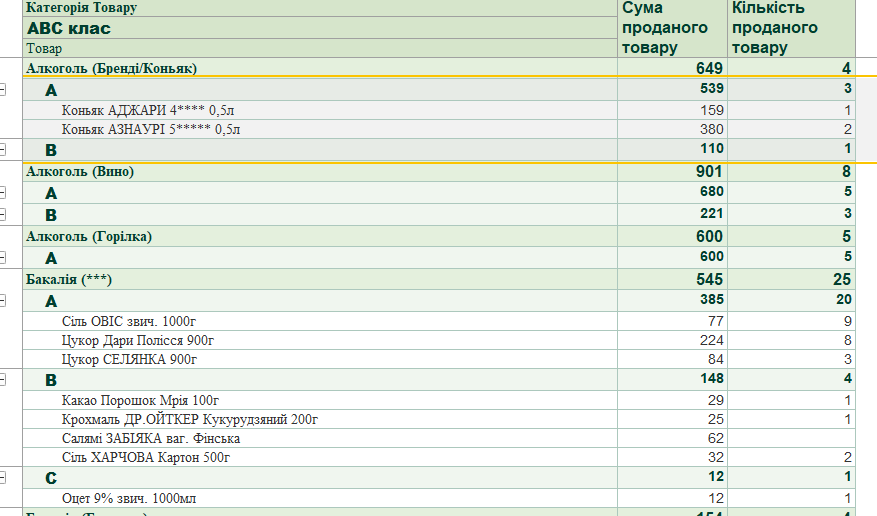 Категорія Товару Сума проданого товару Кількість проданого товару
ABC клас
Товар
Алкоголь (Бренді/Коньяк) 649 4
A 539 3
Коньяк АДЖАРИ 4**** 0,5л 159 1
Коньяк АЗНАУРІ 5***** 0,5л 380 2
B 110 1
Алкоголь (Вино) 901 8
A 680 5
B 221 3
Алкоголь (Горілка) 600 5
A 600 5
Бакалія (***) 545 25
A 385 20
Сіль ОВІС звич. 1000г 77 9
Цукор Дари Полісся 900г 224 8
Цукор СЕЛЯНКА 900г 84 3
B 148 4
Какао Порошок Мрія 100г 29 1
Крохмаль ДР.ОЙТКЕР Кукурудзяний 200г 25 1
Салямі ЗАБІЯКА ваг. Фінська 62
Сіль ХАРЧОВА Картон 500г 32 2
C 12 1
Оцет 9% звич. 1000мл 12 1